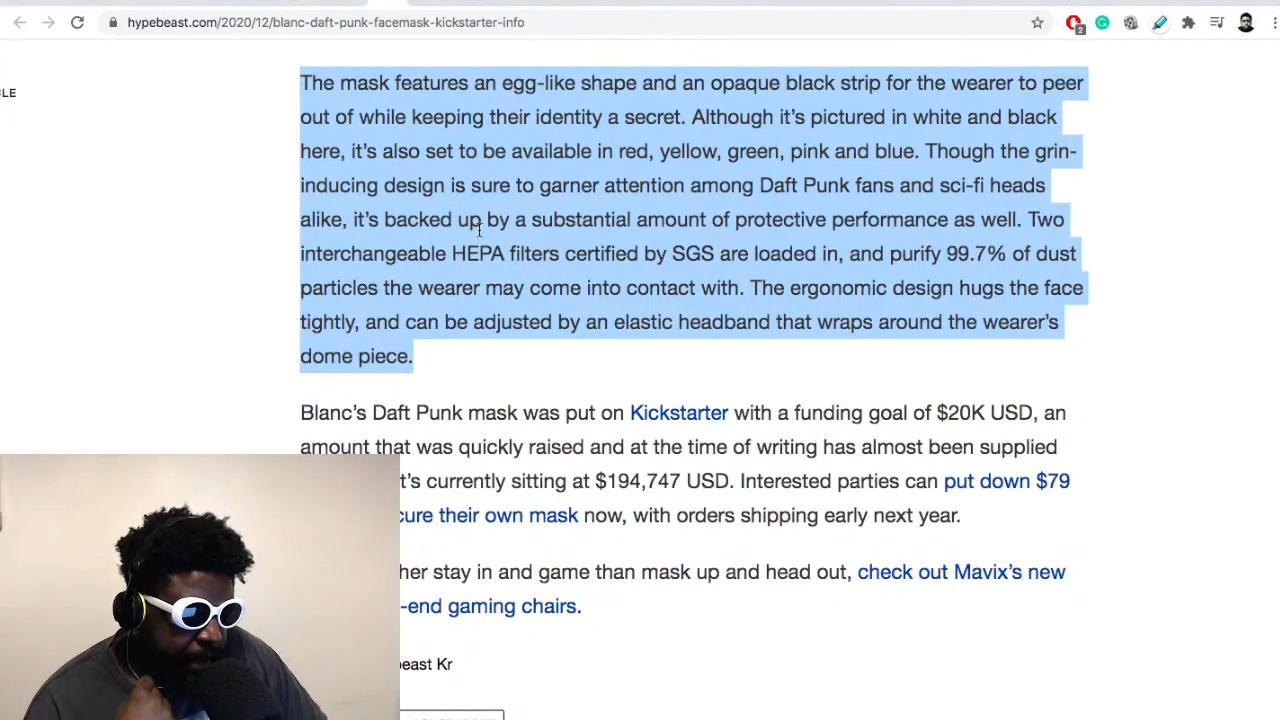 hypebeast.com/2020/12/blanc-daft-punk-facemask-kickstarter-info
2
The mask features an egg-like shape and an opaque black strip for the wearer to peer
LE
out of while keeping their identity a secret. Although it’s pictured in white and black
here, it’s also set to be available in red, yellow, green, pink and blue. Though the grin-
inducing design is sure to garner attention among Daft Punk fans and sci-fi heads
alike, it’s backed up by a substantial amount of protective performance as well. Two
interchangeable HEPA filters certified by SGS are loaded in, and purify 99.7% of dust
particles the wearer may come into contact with. The ergonomic design hugs the face
tightly, and can be adjusted by an elastic headband that wraps around the wearer’s
dome piece.
Blanc’s Daft Punk mask was put on Kickstarter with a funding goal of $20K USD, an
amount that was quickly raised and at the time of writing has almost been supplied
t’s currently sitting at $194,747 USD. Interested parties can put down $79
cure their own mask now, with orders shipping early next year.
her stay in and game than mask up and head out, check out Mavix’s new
-end gaming chairs.
east Kr